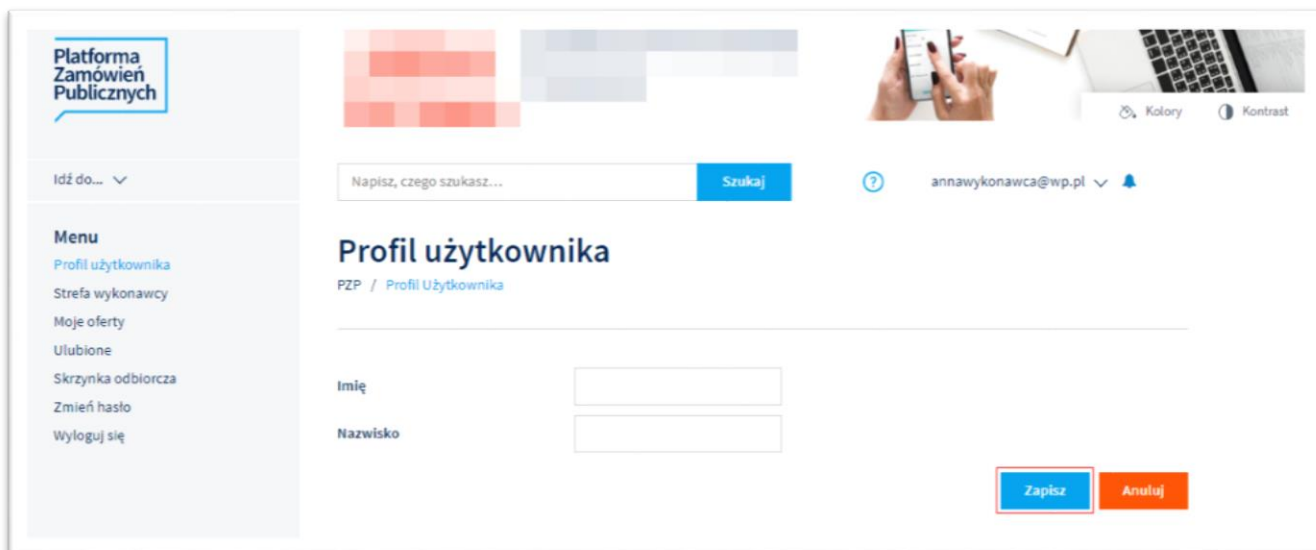 Platforma
Zamówień
Publicznych
Kolory
Kontrast
Idź do...
Napisz, czego szukasz...
Szukaj
?
annawykonawca@wp.pl
Menu
Profil użytkownika
Strefa wykonawcy
Moje oferty
Ulubione
Skrzynka odbiorcza
Zmień hasło
Wyloguj się
Profil użytkownika
PZP / Profil Użytkownika
Imię
Nazwisko
Zapisz
Anuluj